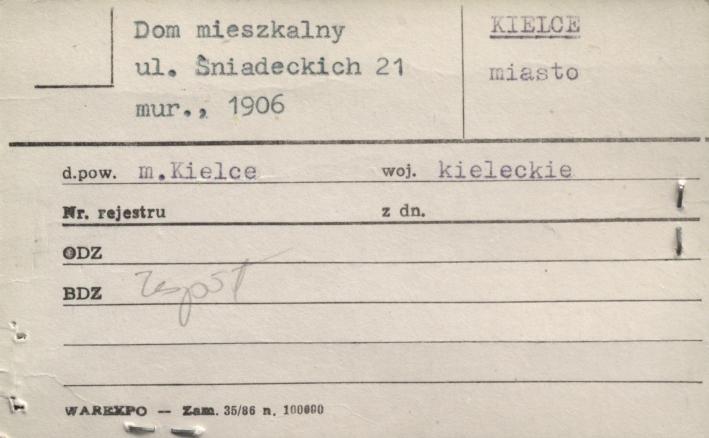 Dom mieszkalny
ul. Śniadeckich 21
mur., 1906
KIELCE
miasto
d.pow. m.Kielce woj. kieleckie
Nr. rejestru z dn.
ODZ
BDZ zespół
WAREXPO — Zam. 35/86 n. 100000